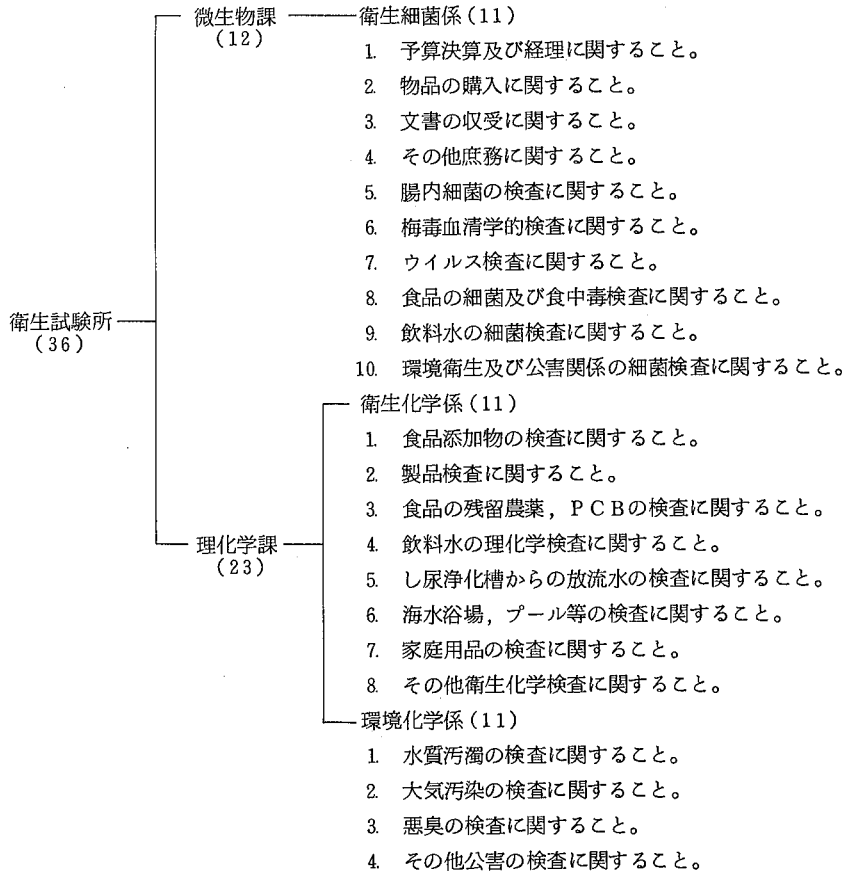 微生物課
(12)
衛生細菌係(11)
1. 予算決算及び経理に関すること。
2. 物品の購入に関すること。
3. 文書の収受に関すること。
4. その他庶務に関すること。
5. 腸内細菌の検査に関すること。
6. 梅毒血清学的検査に関すること。
7. ウイルス検査に関すること。
8. 食品の細菌及び食中毒検査に関すること。
9. 飲料水の細菌検査に関すること。
10. 環境衛生及び公害関係の細菌検査に関すること。
衛生試験所
(36)
理化学課
(23)
衛生化学係(11)
1. 食品添加物の検査に関すること。
2. 製品検査に関すること。
3. 食品の残留農薬,PCBの検査に関すること。
4. 飲料水の理化学検査に関すること。
5. し尿浄化槽からの放流水の検査に関すること。
6. 海水浴場,プール等の検査に関すること。
7. 家庭用品の検査に関すること。
8. その他衛生化学検査に関すること。
環境化学係(11)
1. 水質汚濁の検査に関すること。
2. 大気汚染の検査に関すること。
3. 悪臭の検査に関すること。
4. その他公害の検査に関すること。